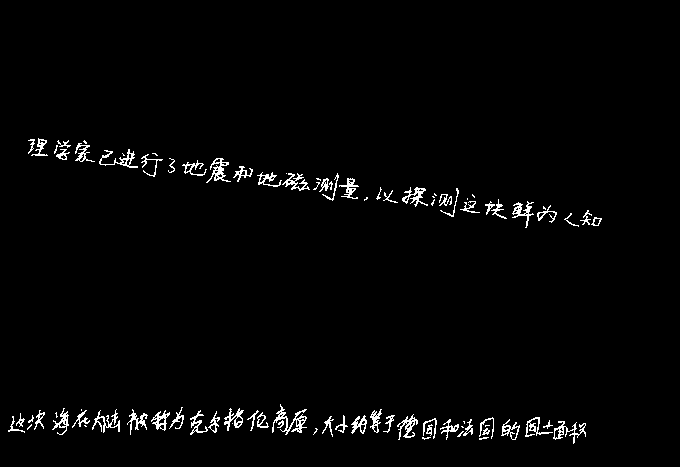 理学家已进行了地震和地磁测量，以探测这块鲜为人知
这块海在大陆被称为克尔格伦高原，大小约等于德国和法国的国土面积